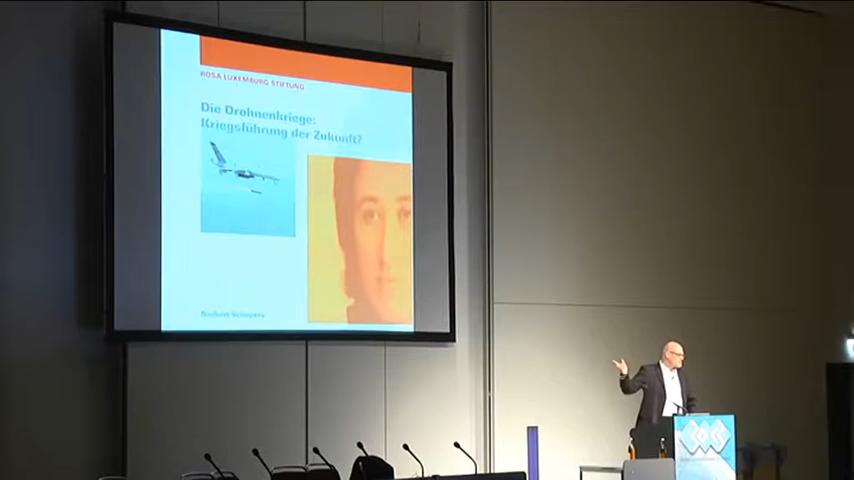 ROSA LUXEMBURG STIFTUNG
Die Drohnenkriege:
Kriegsführung der Zukunft?
Norbert Schepers